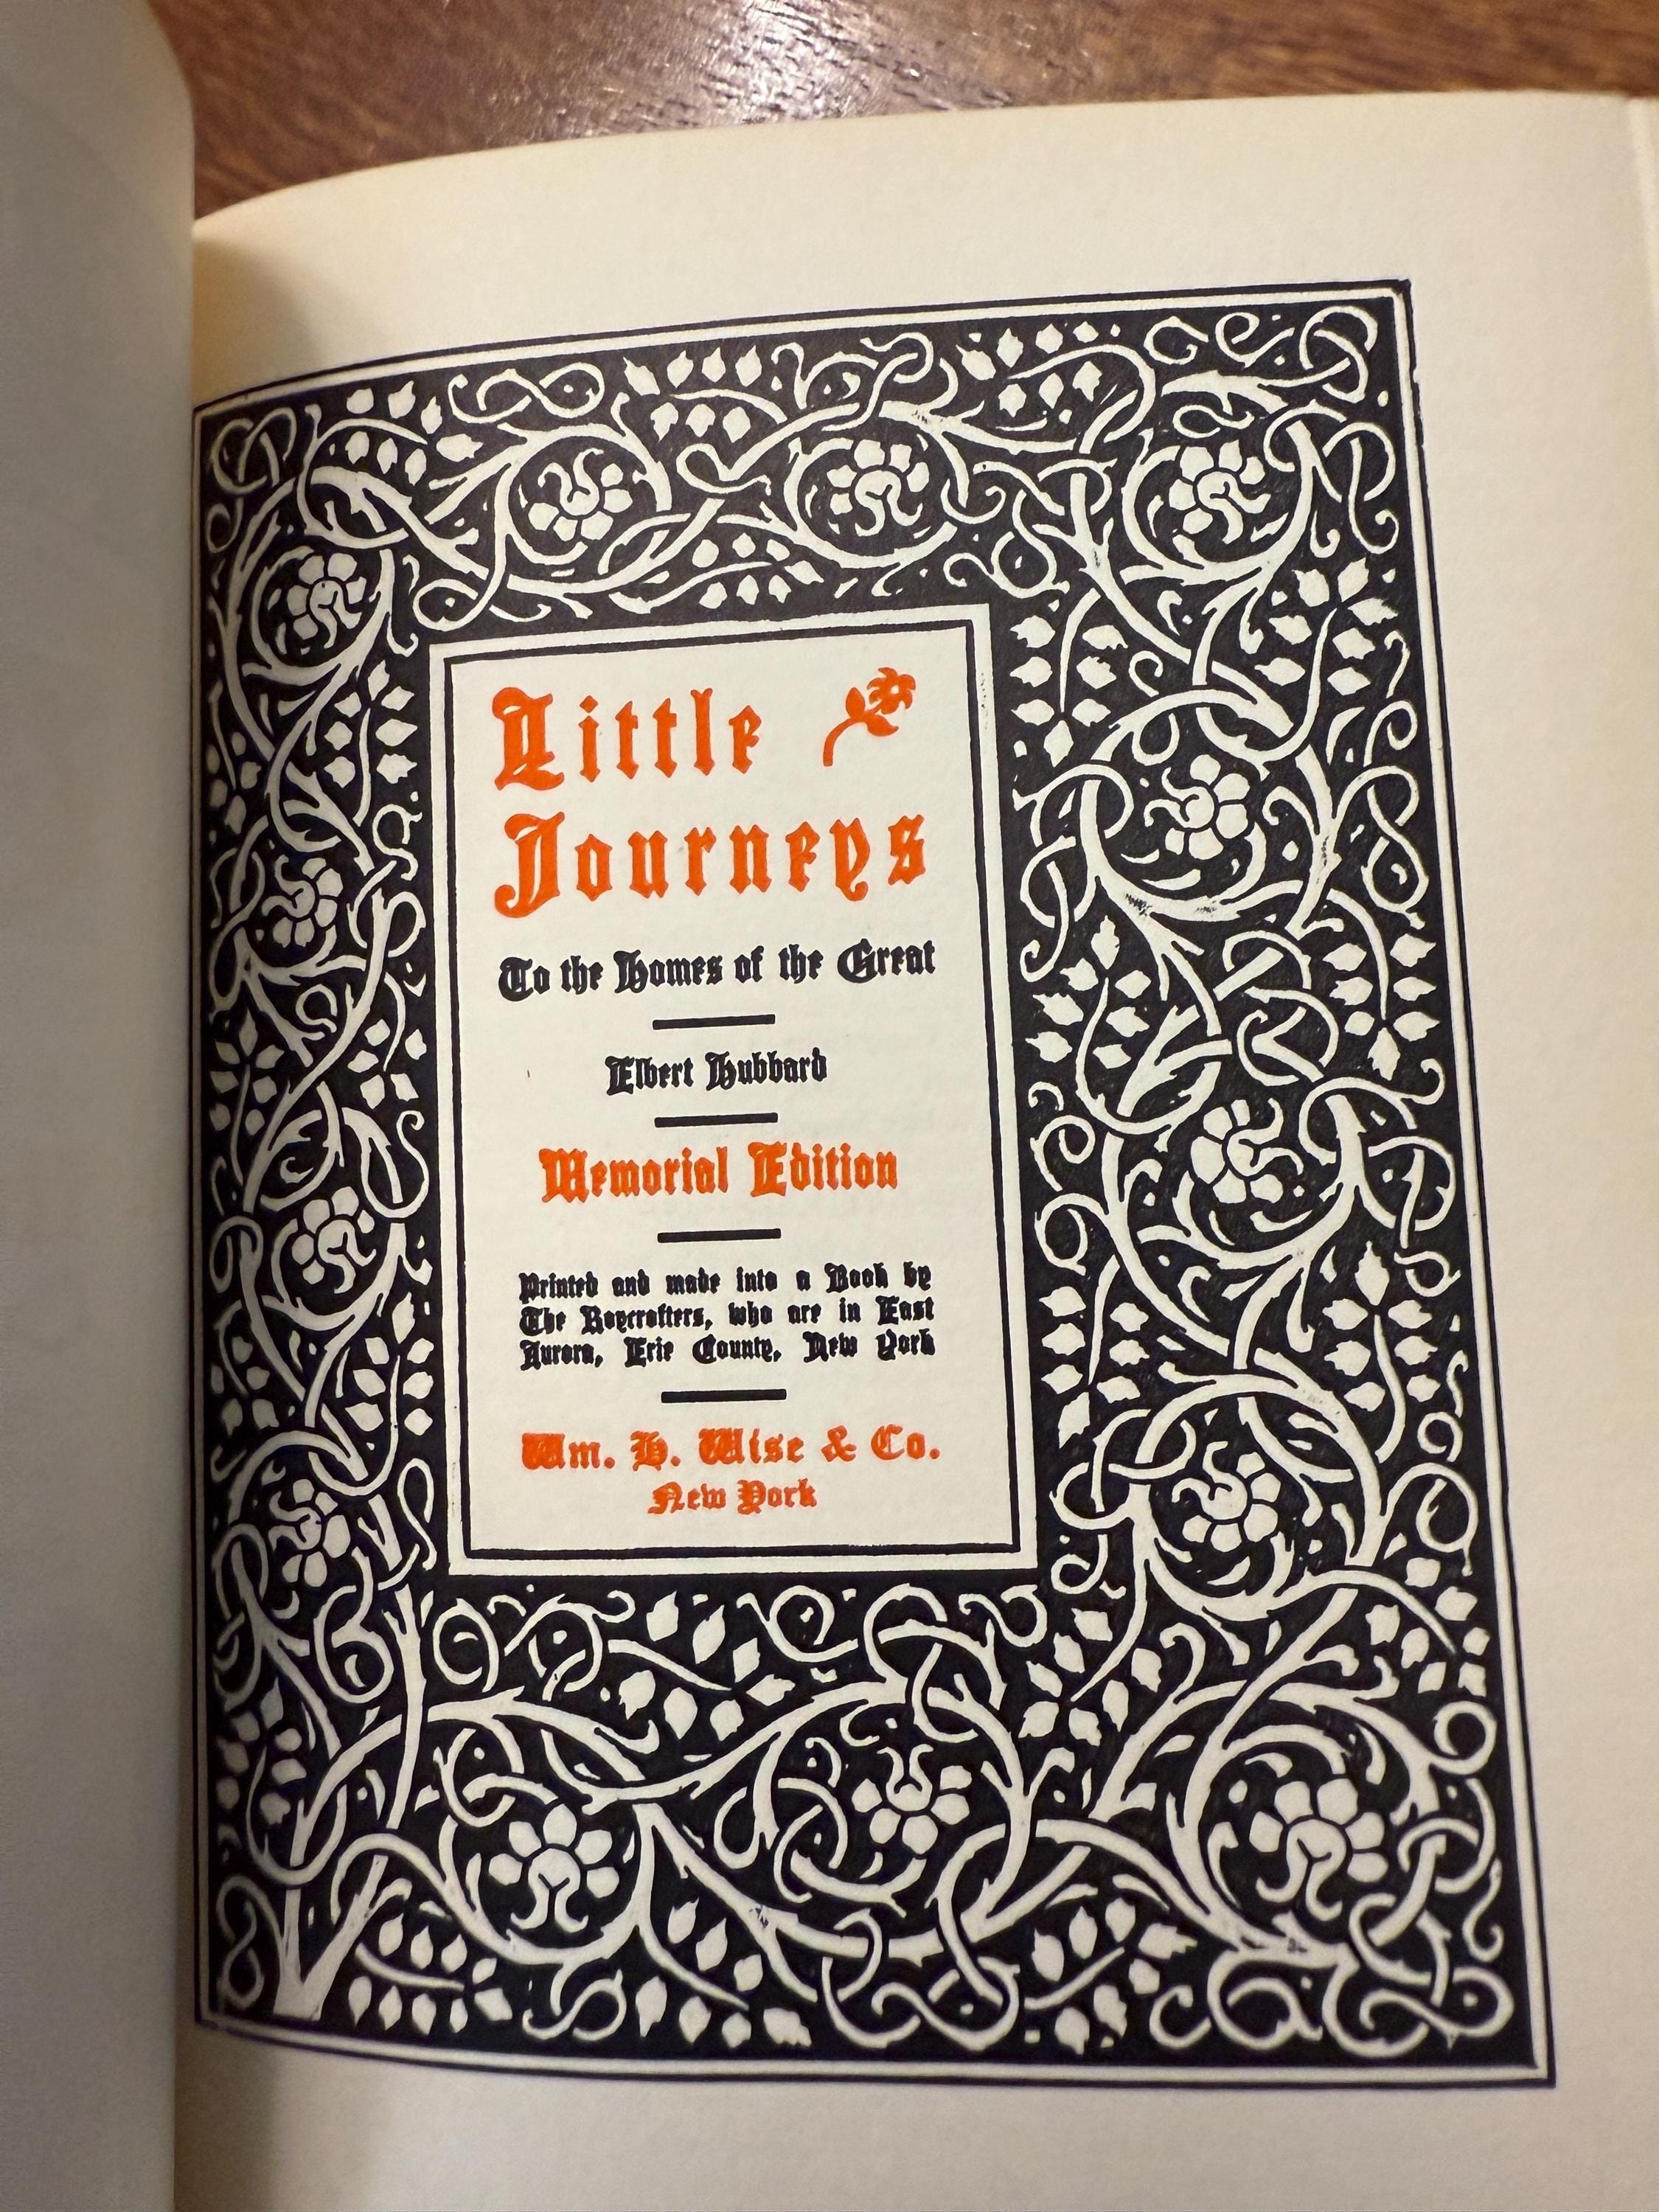 Little
Journeys
To the Homes of the Great
Elbert Hubbard
Memorial Edition
Printed and made into a Book by
The Roycrofters, who are in East
Aurora, Erie County, New York
Wm. H. Wise & Co.
New York